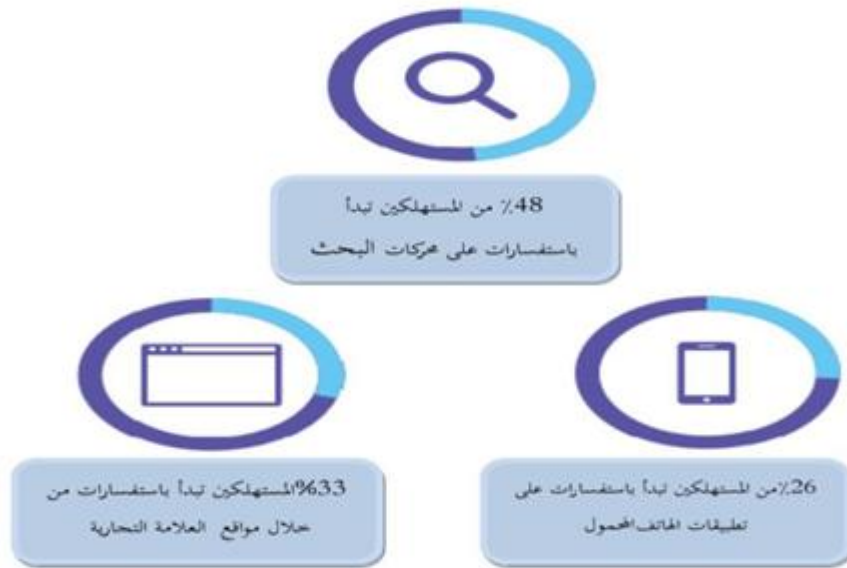 48٪ من المستهلكين تبدأ
باستفسارات على محركات البحث
26٪من المستهلكين تبدأ باستفسارات على
تطبيقات الهاتف المحمول
33%المستهلكين تبدأ باستفسارات من
خلال مواقع العلامة التجارية